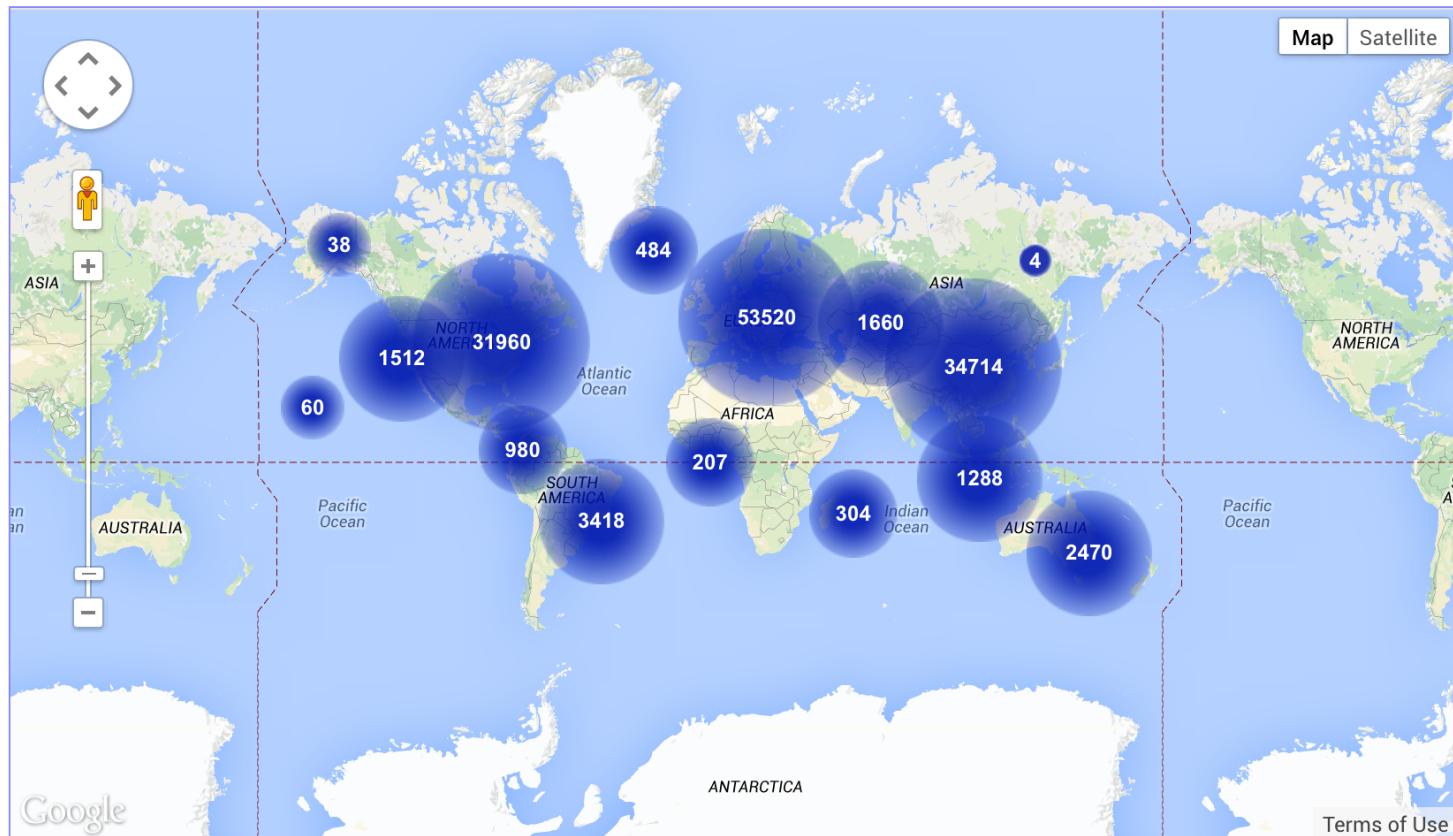 Map
Satellite
38
484
4
ASIA
ASIA
53520
1660
NORTH
AMERICA
31960
1512
NORTH
AMERICA
34714
Atlantic
Ocean
60
AFRICA
980
207
1288
SOUTH
AMERICA
3418
304
Indian
Ocean
Pacific
Ocean
Pacific
Ocean
AUSTRALIA
AUSTRALIA
2470
ANTARCTICA
Google
Terms of Use